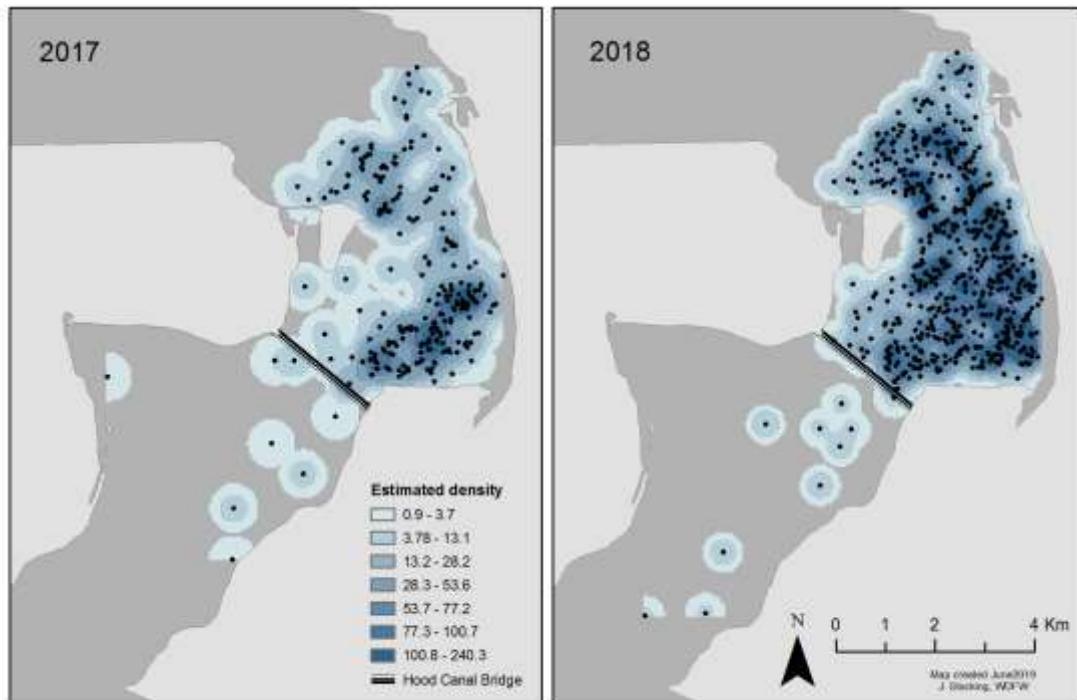 2017
2018
Estimated density
0.9 - 3.7
3.78 - 13.1
13.2 - 28.2
28.3 - 53.6
53.7 - 77.2
77.3 - 100.7
100.8 - 240.3
Hood Canal Bridge
N
0 1 2 4 Km
Map created June2019
J. Blacking, WDFW